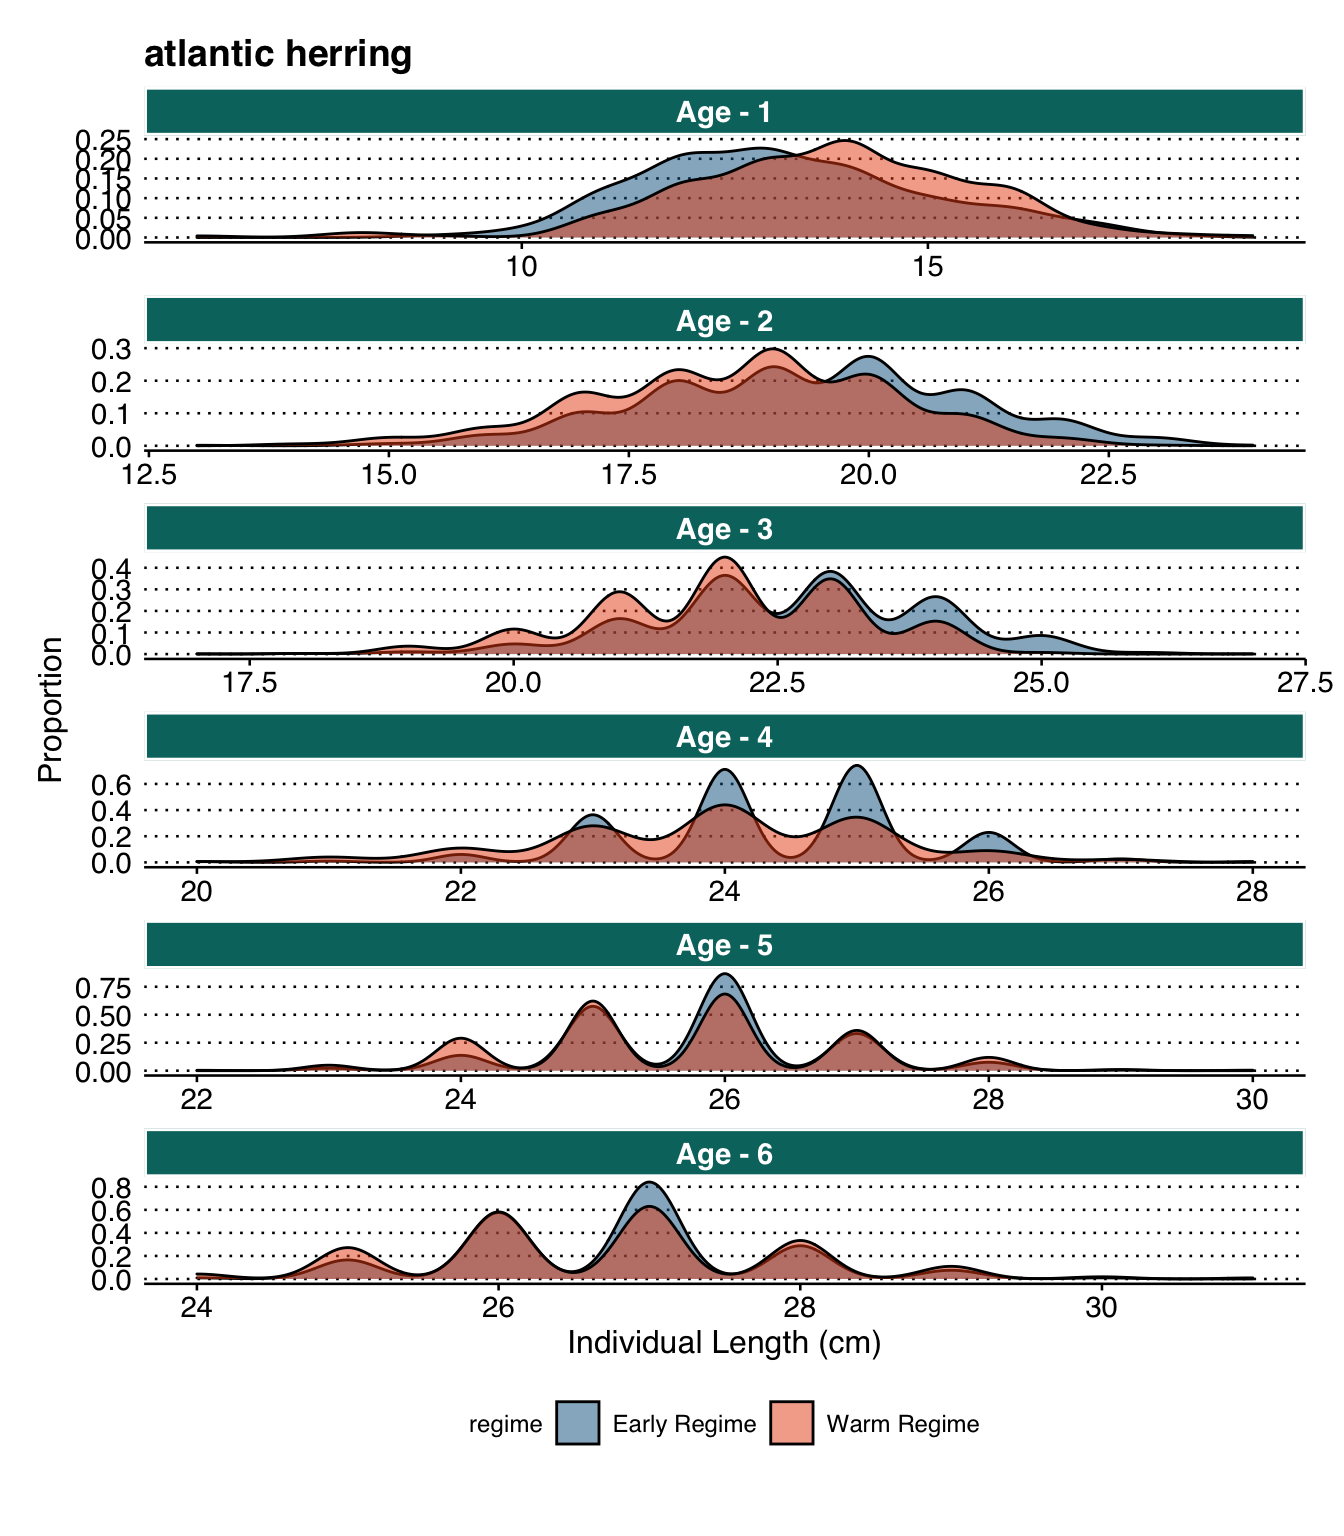 atlantic herring
Age - 1
0.25
0.20
0.15
0.10
0.05
0.00
10 15
Age - 2
0.3
0.2
0.1
0.0
12.5 15.0 17.5 20.0 22.5
Age - 3
0.4
0.3
0.2
0.1
0.0
17.5 20.0 22.5 25.0 27.5
Proportion
Age - 4
0.6
0.4
0.2
0.0
20 22 24 26 28
Age - 5
0.75
0.50
0.25
0.00
22 24 26 28 30
Age - 6
0.8
0.6
0.4
0.2
0.0
24 26 28 30
Individual Length (cm)
regime Early Regime Warm Regime